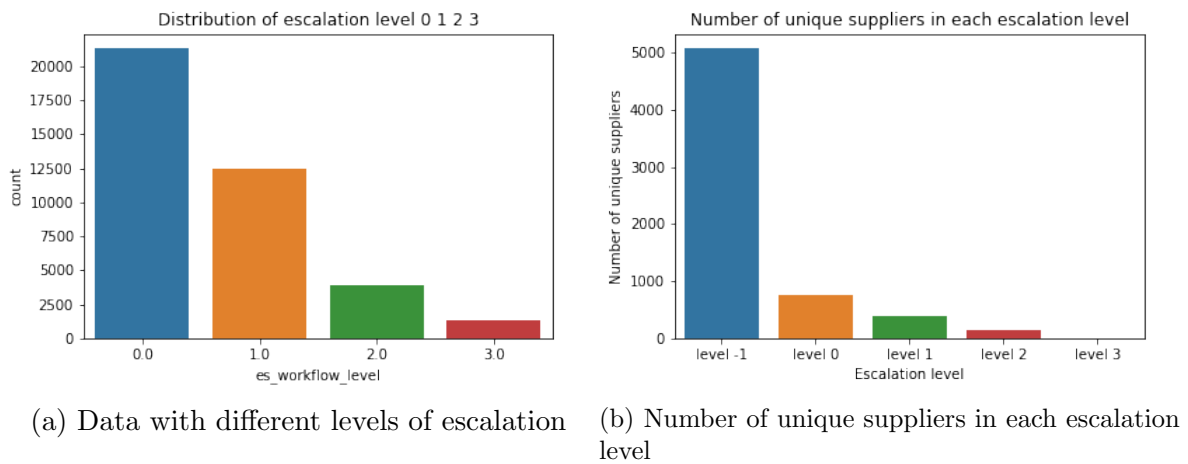 Distribution of escalation level 0 1 2 3
20000
17500
15000
12500
10000
7500
5000
2500
0
count
0.0 1.0 2.0 3.0
es_workflow_level
(a) Data with different levels of escalation
Number of unique suppliers in each escalation level
5000
4000
3000
2000
1000
0
Number of unique suppliers
level -1 level 0 level 1 level 2 level 3
Escalation level
(b) Number of unique suppliers in each escalation
level